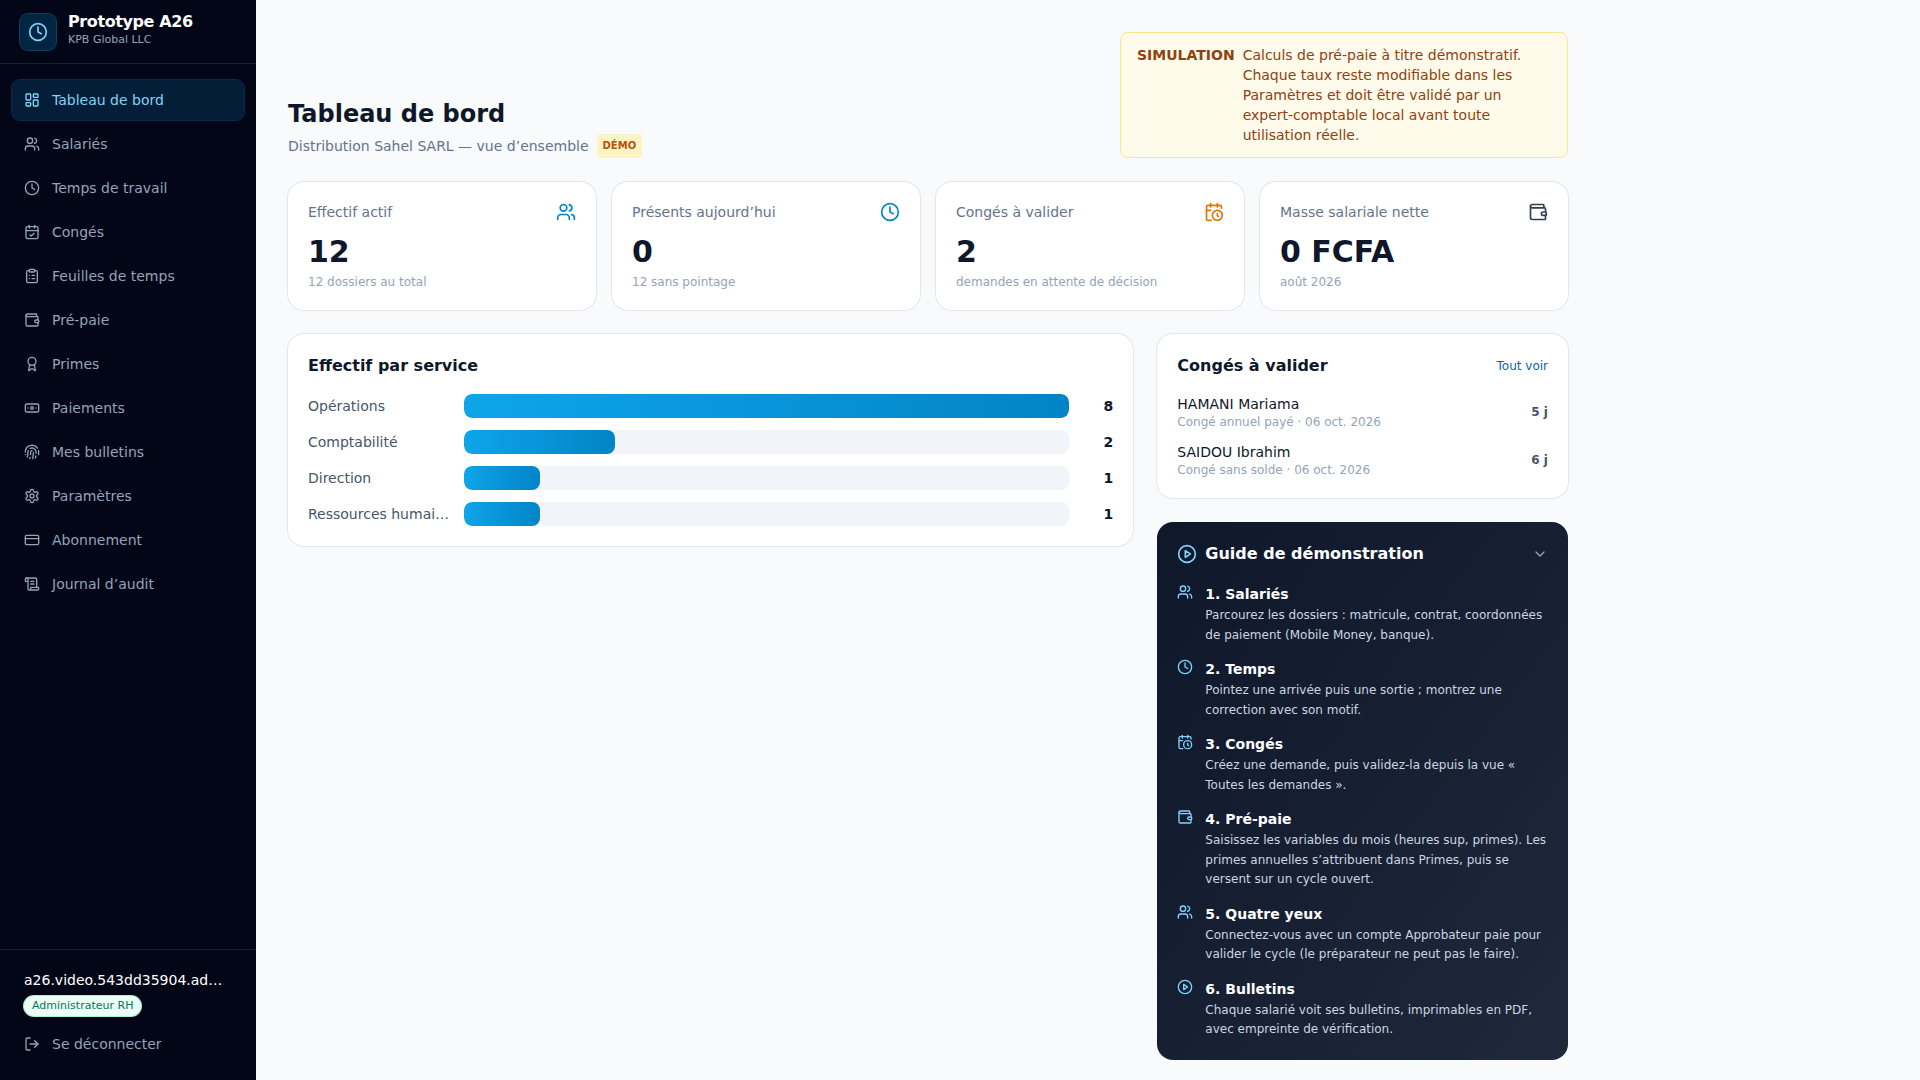 Prototype A26
KPB Global LLC
Tableau de bord
Salariés
Temps de travail
Congés
Feuilles de temps
Pré-paie
Primes
Paiements
Mes bulletins
Paramètres
Abonnement
Journal d’audit
a26.video.543dd35904.ad…
Administrateur RH
Se déconnecter
Tableau de bord
Distribution Sahel SARL — vue d’ensemble DÉMO
SIMULATION Calculs de pré-paie à titre démonstratif.
Chaque taux reste modifiable dans les
Paramètres et doit être validé par un
expert-comptable local avant toute
utilisation réelle.
Effectif actif
12
12 dossiers au total
Présents aujourd’hui
0
12 sans pointage
Congés à valider
2
demandes en attente de décision
Masse salariale nette
0 FCFA
août 2026
Effectif par service
Opérations 8
Comptabilité 2
Direction 1
Ressources humai… 1
Congés à valider Tout voir
HAMANI Mariama
Congé annuel payé · 06 oct. 2026
5 j
SAIDOU Ibrahim
Congé sans solde · 06 oct. 2026
6 j
Guide de démonstration
1. Salariés
Parcourez les dossiers : matricule, contrat, coordonnées
de paiement (Mobile Money, banque).
2. Temps
Pointez une arrivée puis une sortie ; montrez une
correction avec son motif.
3. Congés
Créez une demande, puis validez-la depuis la vue «
Toutes les demandes ».
4. Pré-paie
Saisissez les variables du mois (heures sup, primes). Les
primes annuelles s’attribuent dans Primes, puis se
versent sur un cycle ouvert.
5. Quatre yeux
Connectez-vous avec un compte Approbateur paie pour
valider le cycle (le préparateur ne peut pas le faire).
6. Bulletins
Chaque salarié voit ses bulletins, imprimables en PDF,
avec empreinte de vérification.